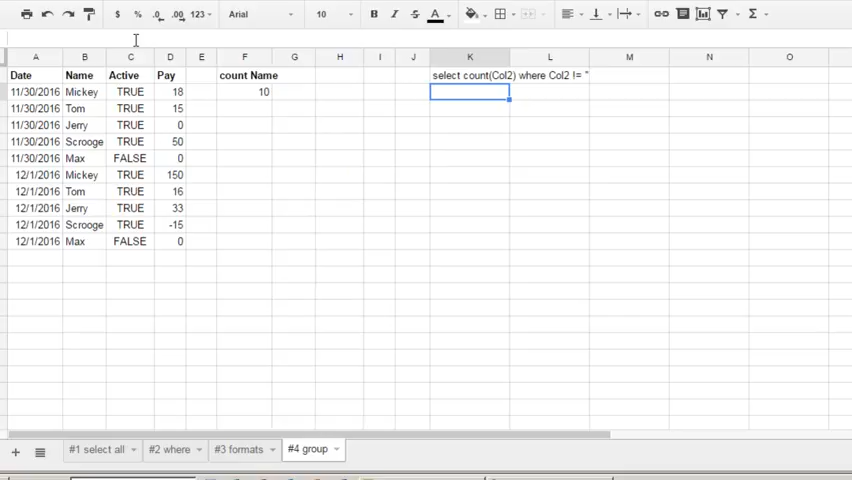 $ % .0 .00 123 Arial 10 B I S A Σ
A B C D E F G H I J K L M N O
Date Name Active Pay count Name select count(Col2) where Col2 != ''
11/30/2016 Mickey TRUE 18 10
11/30/2016 Tom TRUE 15
11/30/2016 Jerry TRUE 0
11/30/2016 Scrooge TRUE 50
11/30/2016 Max FALSE 0
12/1/2016 Mickey TRUE 150
12/1/2016 Tom TRUE 16
12/1/2016 Jerry TRUE 33
12/1/2016 Scrooge TRUE -15
12/1/2016 Max FALSE 0
#1 select all #2 where #3 formats #4 group